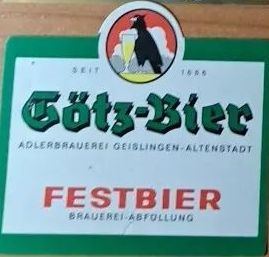 SEIT 1886
Götz-Bier
ADLERBRAUEREI GEISLINGEN-ALTENSTADT
FESTBIER
BRAUEREI-ABFÜLLUNG